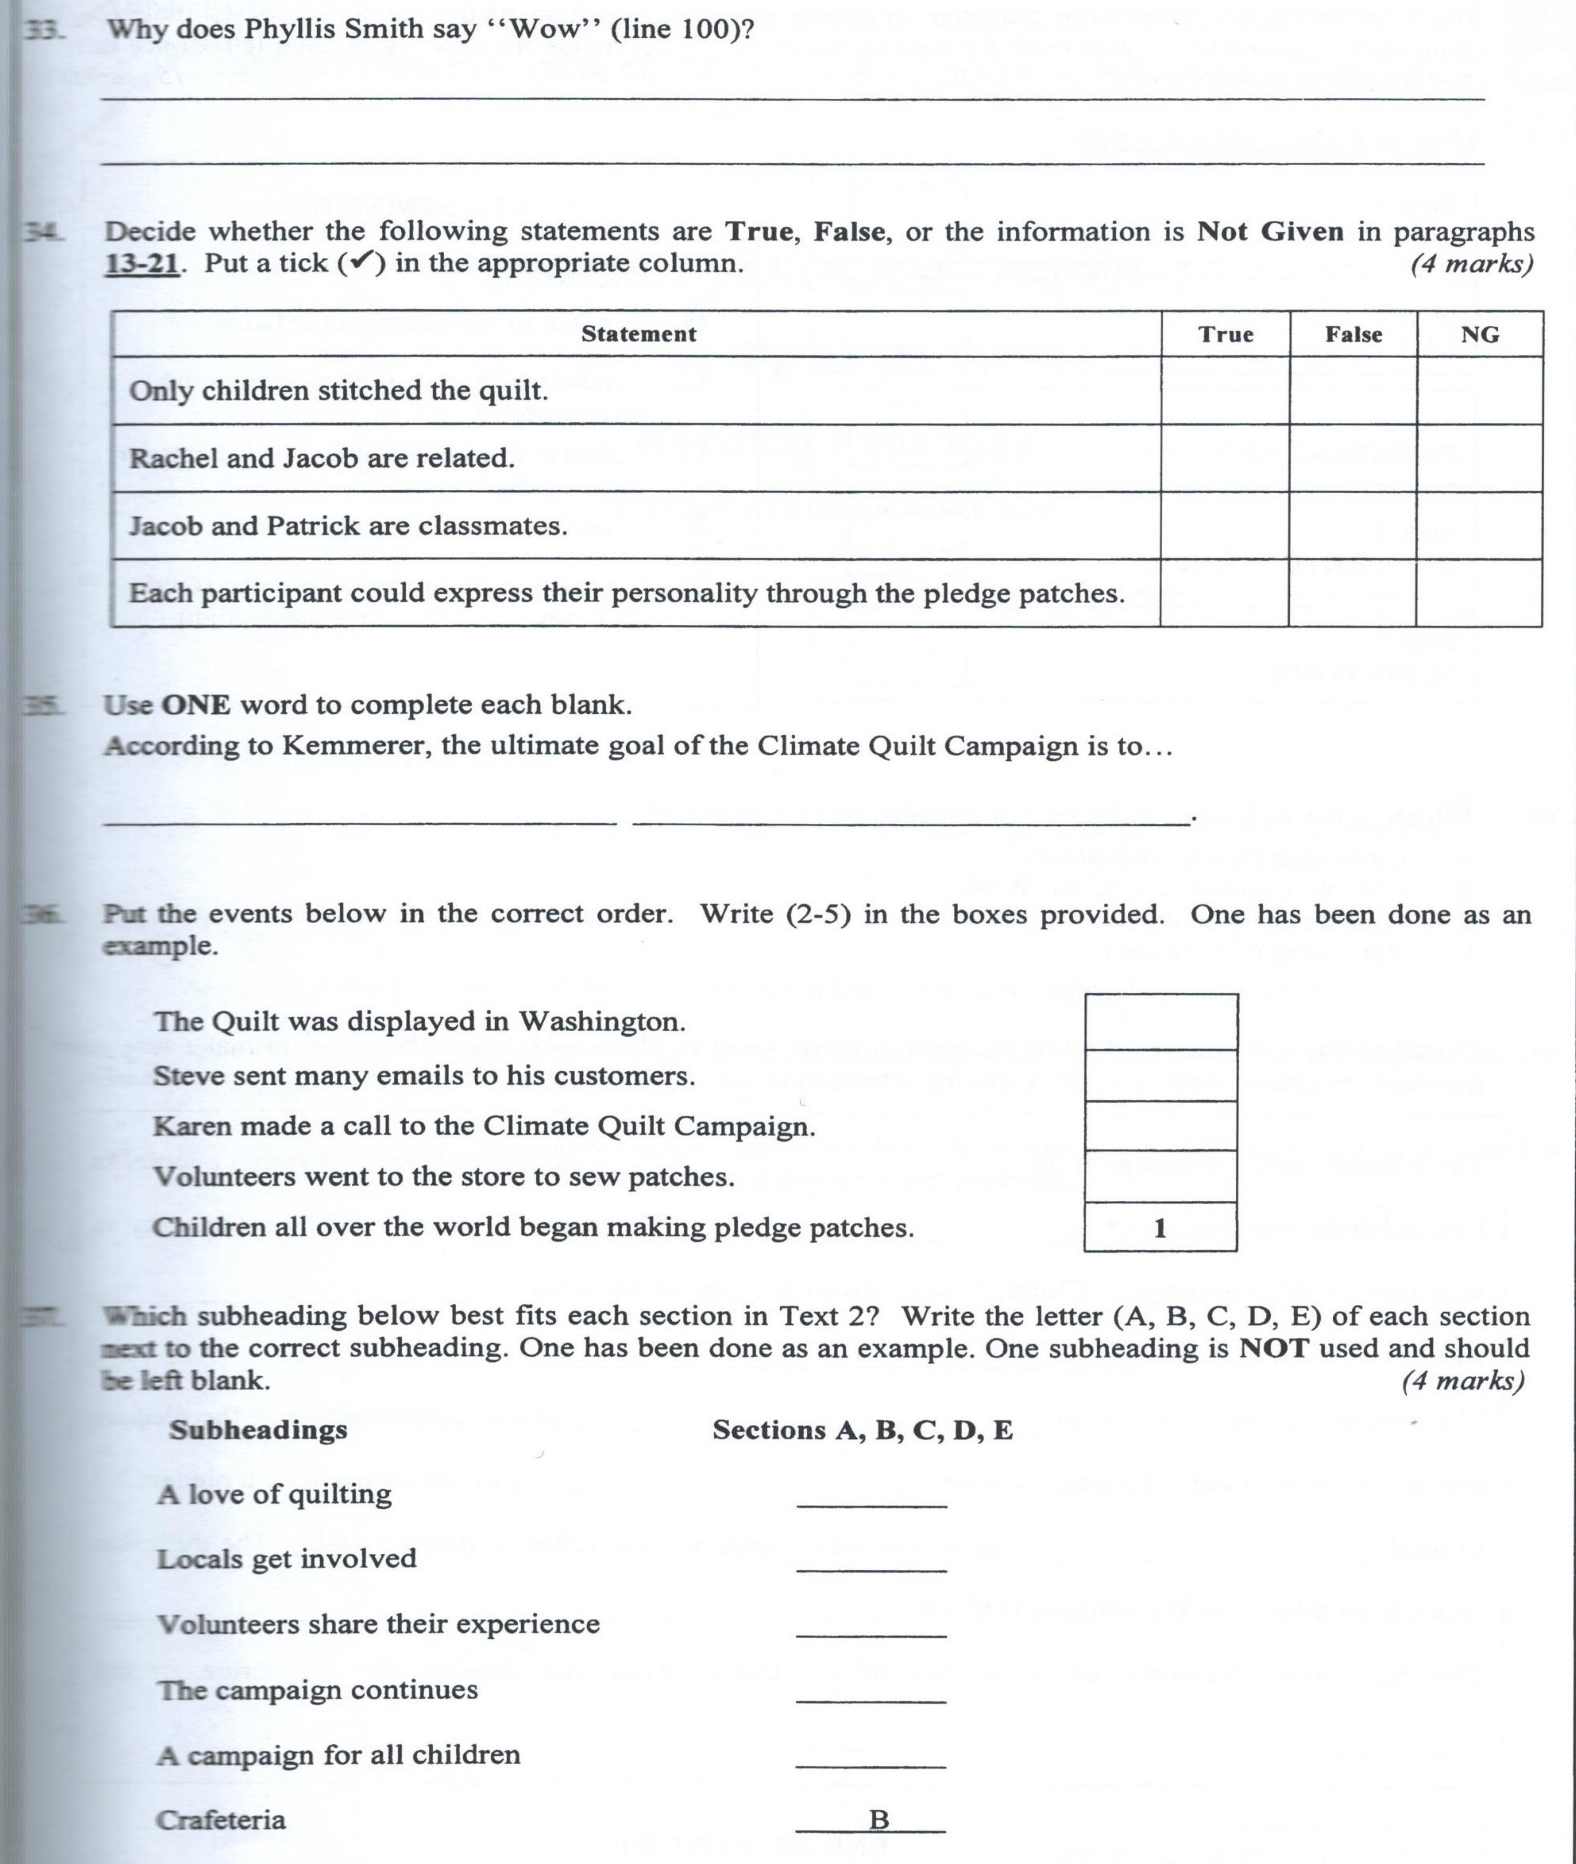 33. Why does Phyllis Smith say “Wow” (line 100)?
34. Decide whether the following statements are True, False, or the information is Not Given in paragraphs
13-21. Put a tick (✓) in the appropriate column. (4 marks)
Statement True False NG
Only children stitched the quilt.
Rachel and Jacob are related.
Jacob and Patrick are classmates.
Each participant could express their personality through the pledge patches.
35. Use ONE word to complete each blank.
According to Kemmerer, the ultimate goal of the Climate Quilt Campaign is to…
.
36. Put the events below in the correct order. Write (2-5) in the boxes provided. One has been done as an
example.
The Quilt was displayed in Washington.
Steve sent many emails to his customers.
Karen made a call to the Climate Quilt Campaign.
Volunteers went to the store to sew patches.
Children all over the world began making pledge patches. 1
37. Which subheading below best fits each section in Text 2? Write the letter (A, B, C, D, E) of each section
next to the correct subheading. One has been done as an example. One subheading is NOT used and should
be left blank. (4 marks)
Subheadings Sections A, B, C, D, E
A love of quilting
Locals get involved
Volunteers share their experience
The campaign continues
A campaign for all children
Crafeteria B